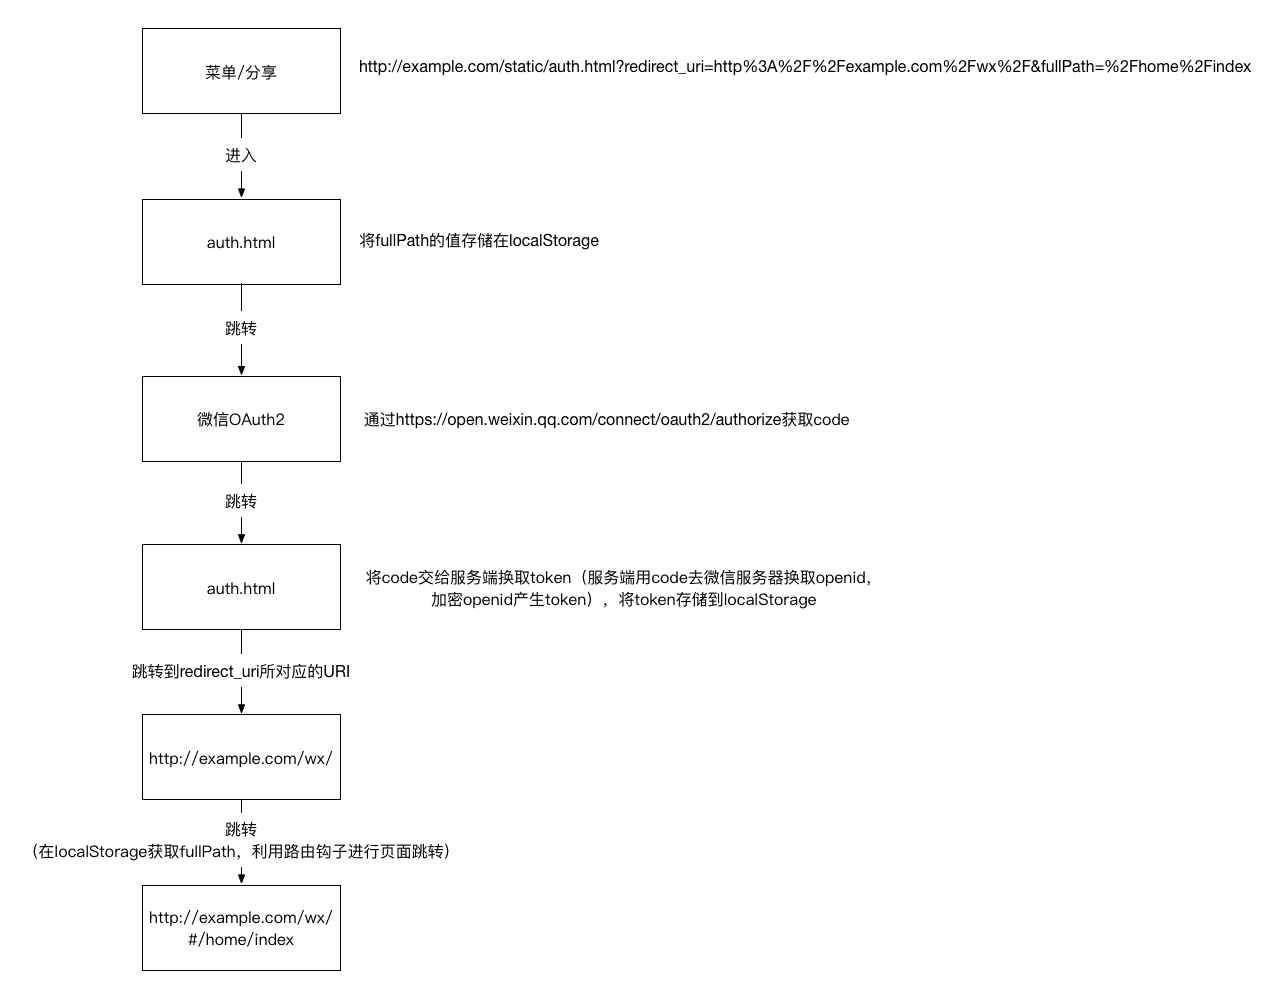 菜单/分享
http://example.com/static/auth.html?redirect_uri=http%3A%2F%2Fexample.com%2Fwx%2F&fullPath=%2Fhome%2Findex
进入
auth.html
将fullPath的值存储在localStorage
跳转
微信OAuth2
通过https://open.weixin.qq.com/connect/oauth2/authorize获取code
跳转
auth.html
将code交给服务端换取token（服务端用code去微信服务器换取openid，
加密openid产生token），将token存储到localStorage
跳转到redirect_uri所对应的URI
http://example.com/wx/
跳转
（在localStorage获取fullPath，利用路由钩子进行页面跳转）
http://example.com/wx/
#/home/index